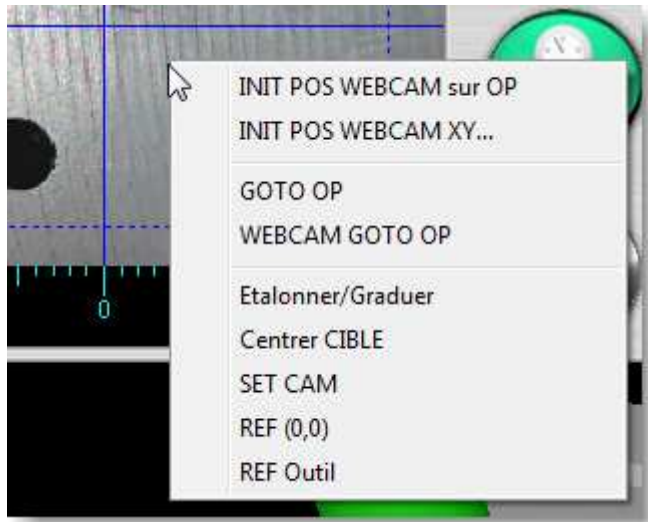 INIT POS WEBCAM sur OP
INIT POS WEBCAM XY...
GOTO OP
WEBCAM GOTO OP
Etalonner/Graduer
0
Centrer CIBLE
SET CAM
REF (0,0)
REF Outil